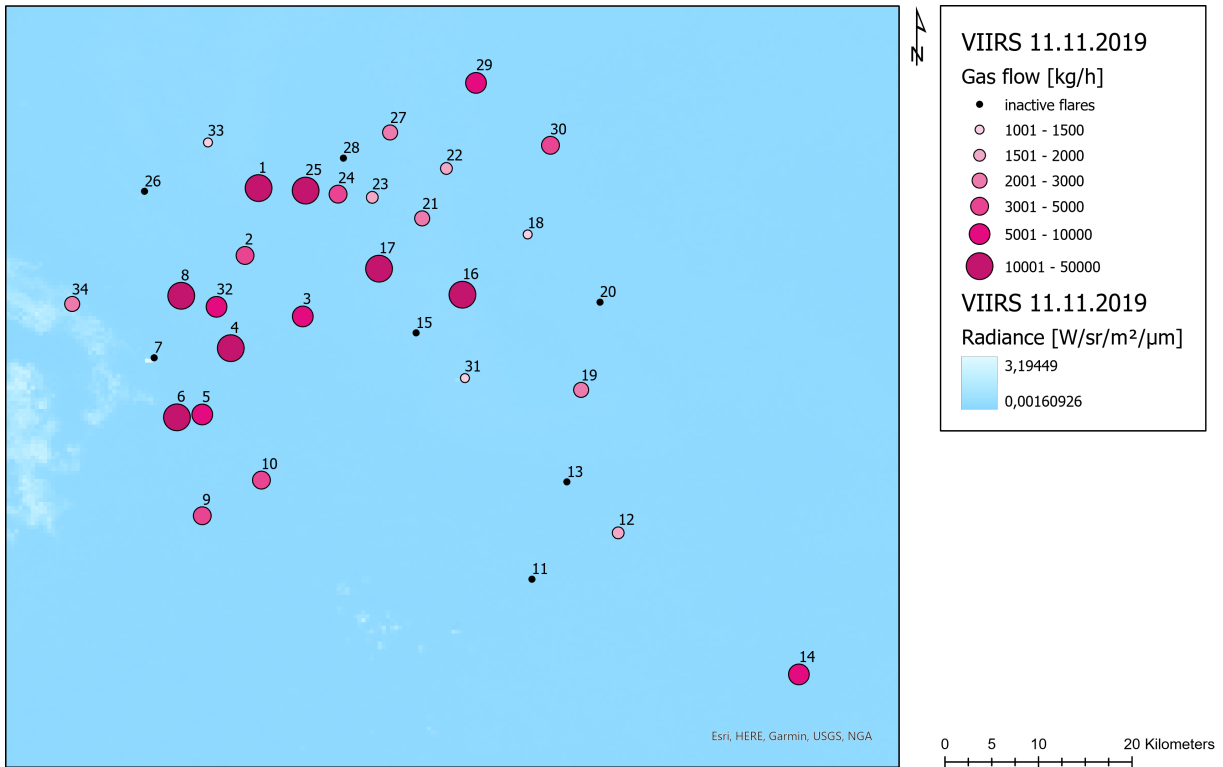 29
27
30
33
28
22
1
25
24
23
26
21
18
2
17
8
32
3
16
20
34
4
15
7
31
19
6
5
10
13
9
12
11
14
Esri, HERE, Garmin, USGS, NGA
N
VIIRS 11.11.2019
Gas flow [kg/h]
inactive flares
1001 - 1500
1501 - 2000
2001 - 3000
3001 - 5000
5001 - 10000
10001 - 50000
VIIRS 11.11.2019
Radiance [W/sr/m²/µm]
3,19449
0,00160926
0 5 10 20 Kilometers